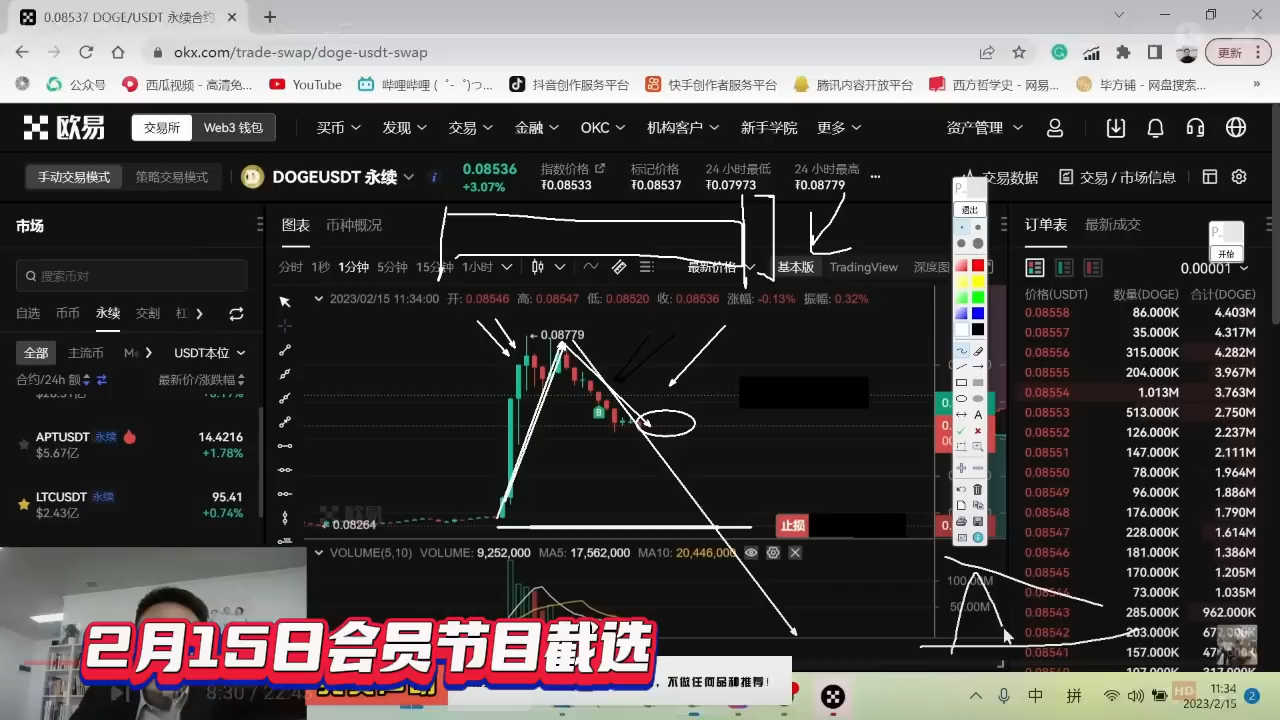 0.08537 DOGE/USDT 永续合约
okx.com/trade-swap/doge-usdt-swap
更新
公众号 西瓜视频 - 高清免... YouTube 哔哩哔哩 ( ゜- ゜)つ... 抖音创作服务平台 快手创作者服务平台 腾讯内容开放平台 西方哲学史 - 网易... 毕方铺 - 网盘搜索...
欧易 交易所 Web3 钱包 买币 发现 交易 金融 OKC 机构客户 新手学院 更多 资产管理
手动交易模式 策略交易模式 DOGEUSDT 永续 0.08536 +3.07%
指数价格 ₮0.08533 标记价格 ₮0.08537 24 小时最低 ₮0.07973 24 小时最高 ₮0.08779 ...
交易数据 交易 / 市场信息
市场
搜索币对
自选 币币 永续 交割 杠
全部 主流币 USDT本位
合约/24h 额 最新价/涨跌幅
APTUSDT 永续 14.4216
$5.67亿 +1.78%
LTCUSDT 永续 95.41
$2.43亿 +0.74%
图表 币种概况
分时 1秒 1分钟 5分钟 15分钟 1小时 最新价格 基本版 TradingView 深度图
2023/02/15 11:34:00 开: 0.08546 高: 0.08547 低: 0.08520 收: 0.08536 涨幅: -0.13% 振幅: 0.32%
0.08779
B
欧易
0.08264
止损
VOLUME(5,10) VOLUME: 9,252,000 MA5: 17,562,000 MA10: 20,446,000
100.00M
50.00M
P..
退出
A
P..
开始
订单表 最新成交
0.00001
价格(USDT) 数量(DOGE) 合计(DOGE)
0.08558 86.000K 4.403M
0.08557 35.000K 4.317M
0.08556 315.000K 4.282M
0.08555 204.000K 3.967M
0.08554 1.013M 3.763M
0.08553 513.000K 2.750M
0.08552 126.000K 2.237M
0.08551 147.000K 2.111M
0.08550 78.000K 1.964M
0.08549 96.000K 1.886M
0.08548 176.000K 1.790M
0.08547 228.000K 1.614M
0.08546 181.000K 1.386M
0.08545 170.000K 1.205M
0.08544 73.000K 1.035M
0.08543 285.000K 962.000K
0.08542 263.000K
0.08541 157.000K
2月15日会员节目截选
8:30
，不做任何品种推荐!
中 拼 HD 11:34
2023/2/15 2